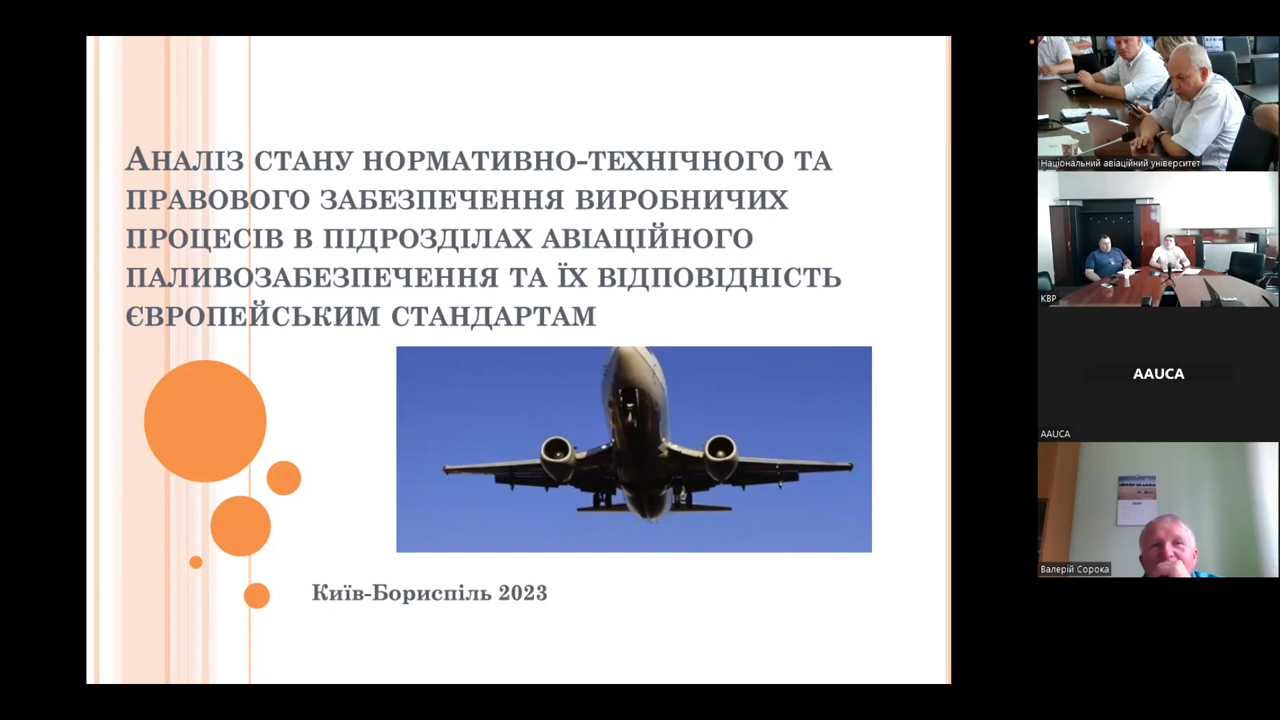 Аналіз стану нормативно-технічного та
правового забезпечення виробничих
процесів в підрозділах авіаційного
паливозабезпечення та їх відповідність
європейським стандартам
Київ-Бориспіль 2023
Національний авіаційний університет
КВР
AAUCA
AAUCA
Валерій Сорока